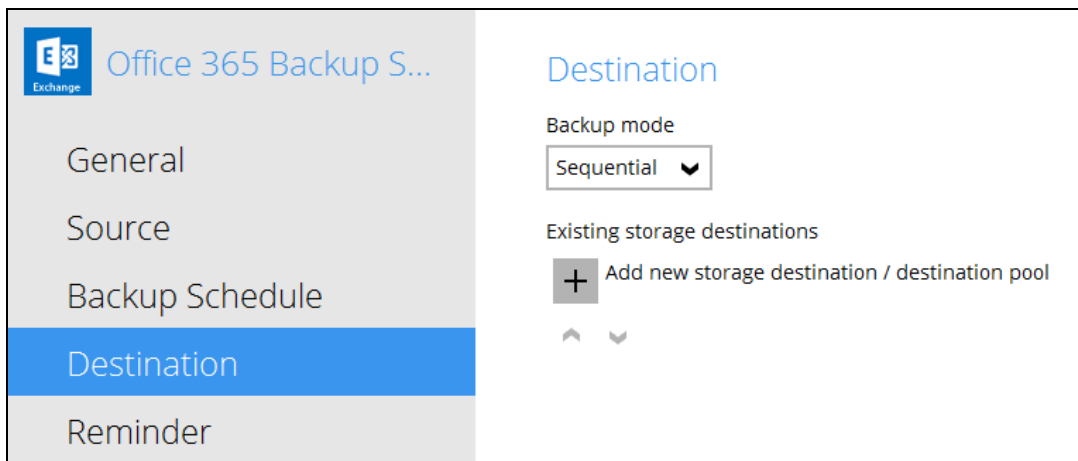 E
Exchange
Office 365 Backup S...
General
Source
Backup Schedule
Destination
Reminder
Destination
Backup mode
Sequential
Existing storage destinations
Add new storage destination / destination pool